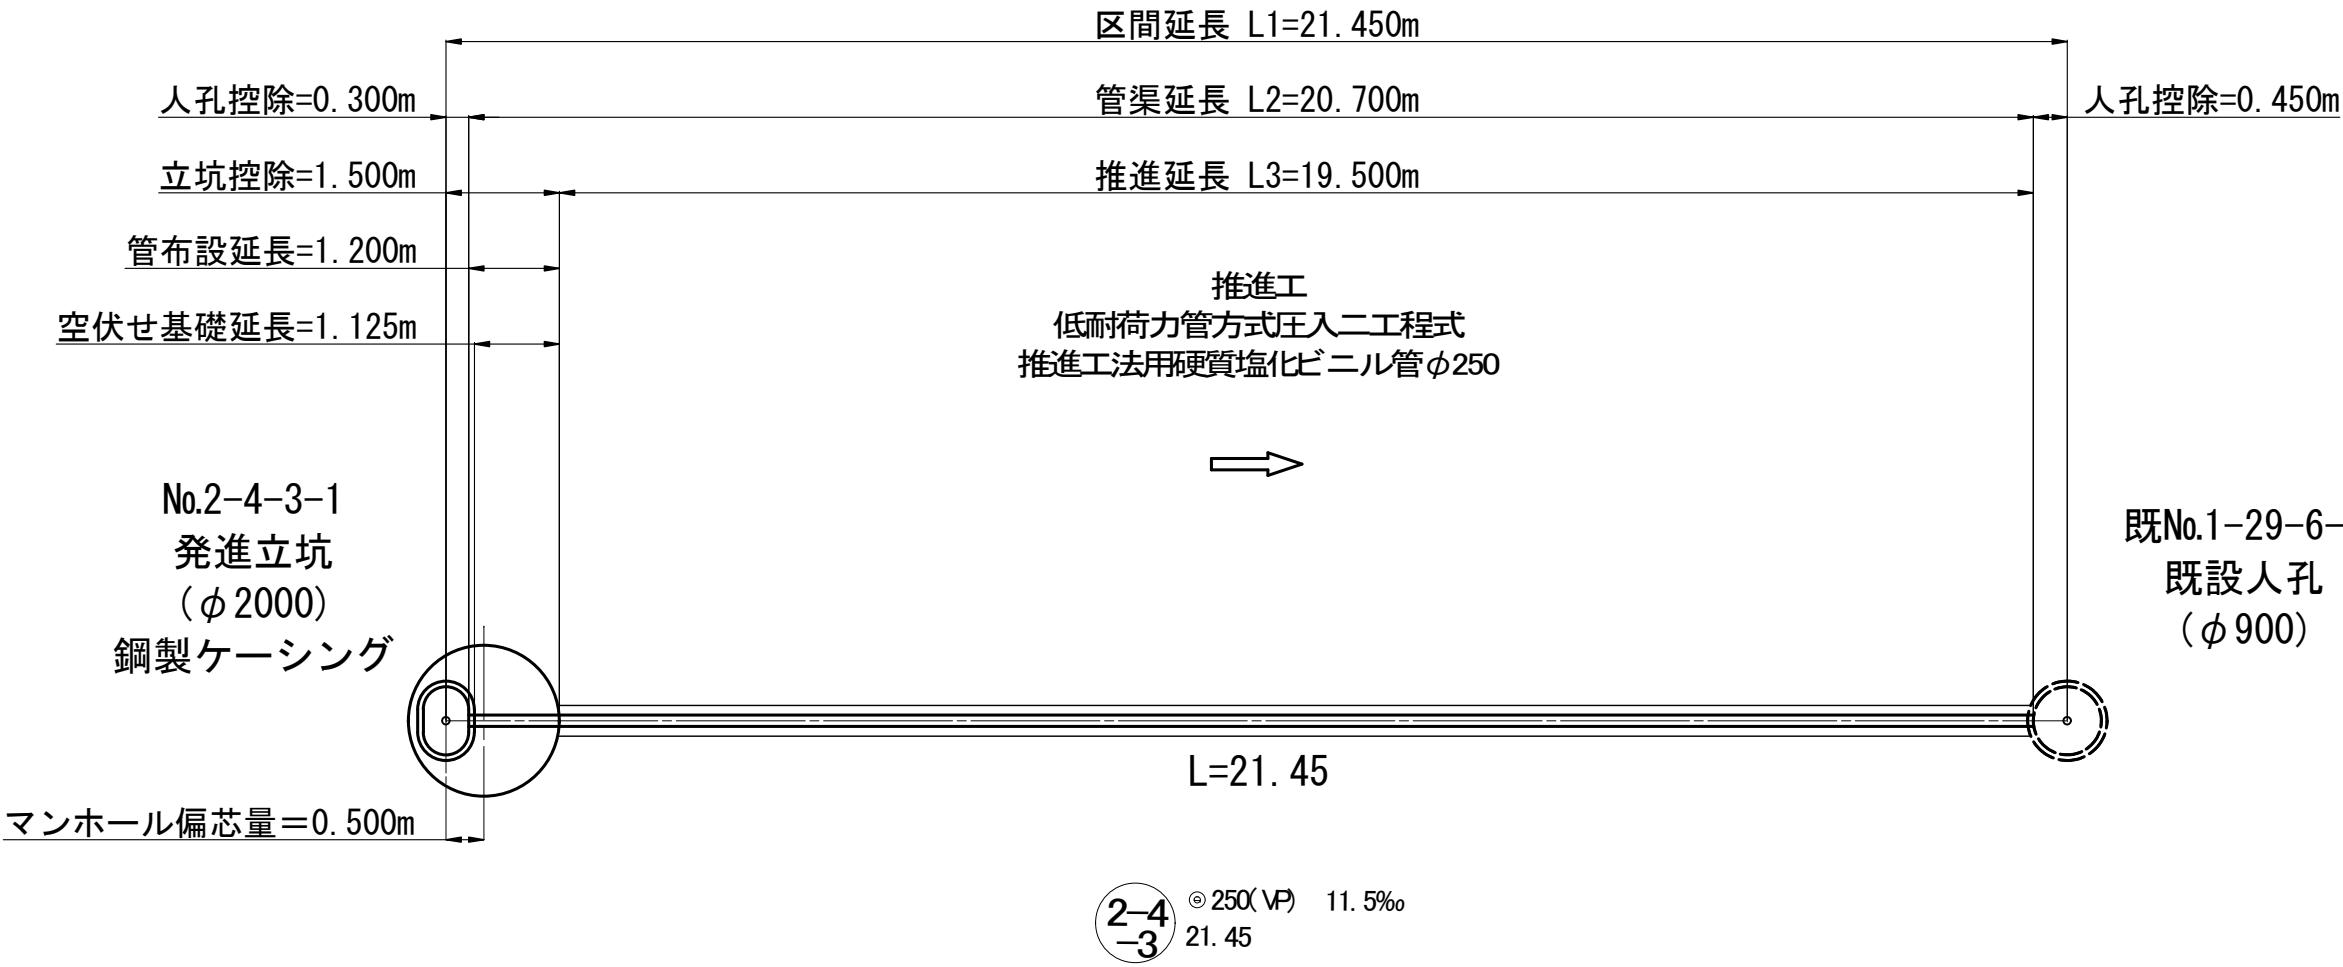 区間延長 L1=21.450m
人孔控除=0.300m
管渠延長 L2=20.700m
人孔控除=0.450m
立坑控除=1.500m
推進延長 L3=19.500m
管布設延長=1.200m
空伏せ基礎延長=1.125m
推進工
低耐荷力管方式圧入二工程式
推進工法用硬質塩化ビニル管φ250
No.2-4-3-1
発進立坑
(φ2000)
鋼製ケーシング
既No.1-29-6-
既設人孔
(φ900)
L=21.45
マンホール偏芯量=0.500m
2-4
-3
⊖250(VP) 11.5‰
21.45